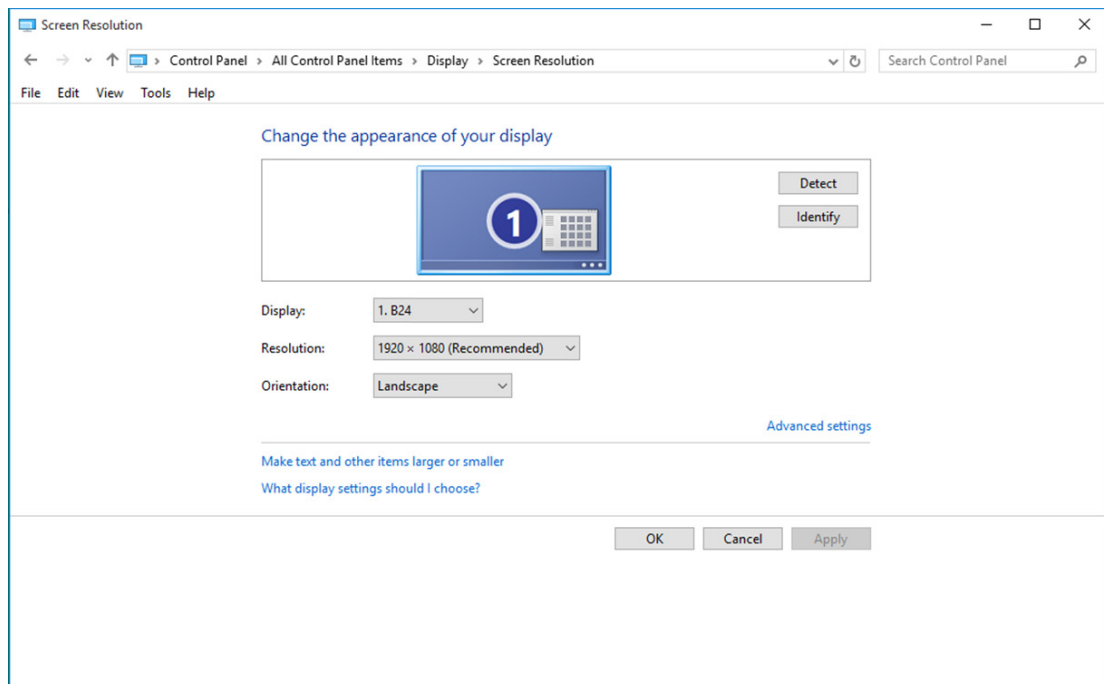 Screen Resolution
Control Panel > All Control Panel Items > Display > Screen Resolution
Search Control Panel
File Edit View Tools Help
Change the appearance of your display
1
Detect
Identify
Display: 1. B24
Resolution: 1920 × 1080 (Recommended)
Orientation: Landscape
Advanced settings
Make text and other items larger or smaller
What display settings should I choose?
OK Cancel Apply